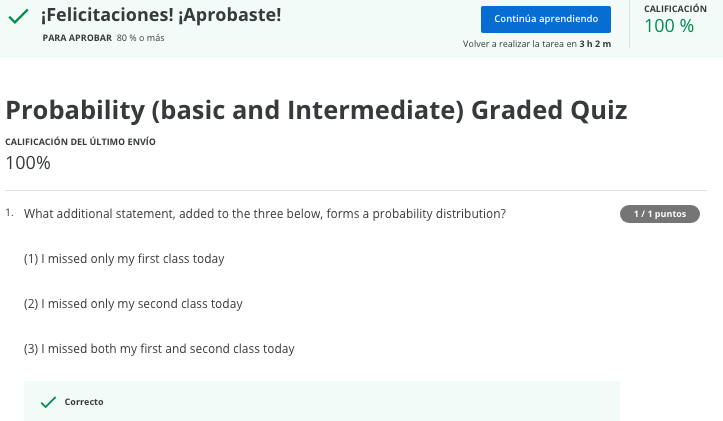 ¡Felicitaciones! ¡Aprobaste!
PARA APROBAR 80 % o más
Continúa aprendiendo
Volver a realizar la tarea en 3 h 2 m
CALIFICACIÓN
100 %
Probability (basic and Intermediate) Graded Quiz
CALIFICACIÓN DEL ÚLTIMO ENVÍO
100%
1. What additional statement, added to the three below, forms a probability distribution?
1 / 1 puntos
(1) I missed only my first class today
(2) I missed only my second class today
(3) I missed both my first and second class today
Correcto